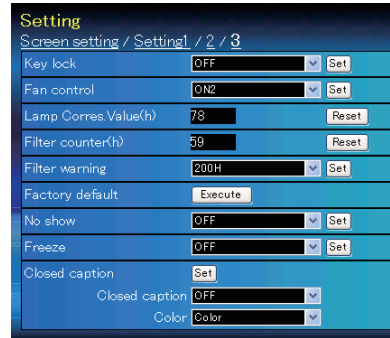 Setting
Screen setting / Setting1 / 2 / 3
Key lock OFF Set
Fan control ON2 Set
Lamp Corres.Value(h) 78 Reset
Filter counter(h) 59 Reset
Filter warning 200H Set
Factory default Execute
No show OFF Set
Freeze OFF Set
Closed caption Set
Closed caption OFF
Color Color